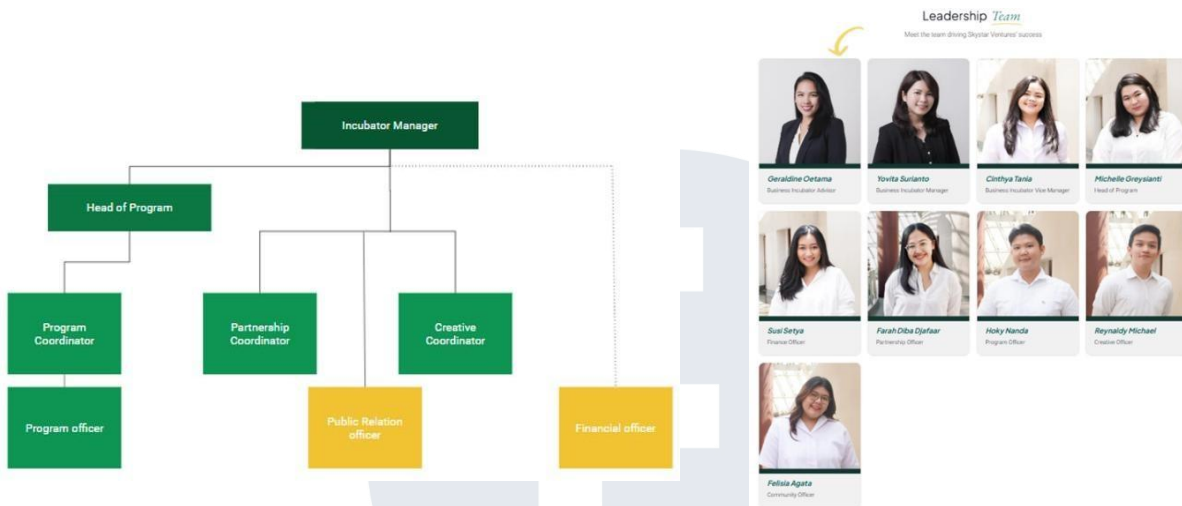 Incubator Manager
Head of Program
Program
Coordinator
Partnership
Coordinator
Creative
Coordinator
Program officer
Public Relation
officer
Financial officer
Leadership Team
Meet the team driving Skystar Ventures' success
Geraldine Oetama
Business Incubator Advisor
Yovita Surianto
Business Incubator Manager
Cinthya Tania
Business Incubator Vice Manager
Michelle Greysianti
Head of Program
Susi Setya
Finance Officer
Farah Diba Djafaar
Partnership Officer
Hoky Nanda
Program Officer
Reynaldy Michael
Creative Officer
Felisia Agata
Community Officer